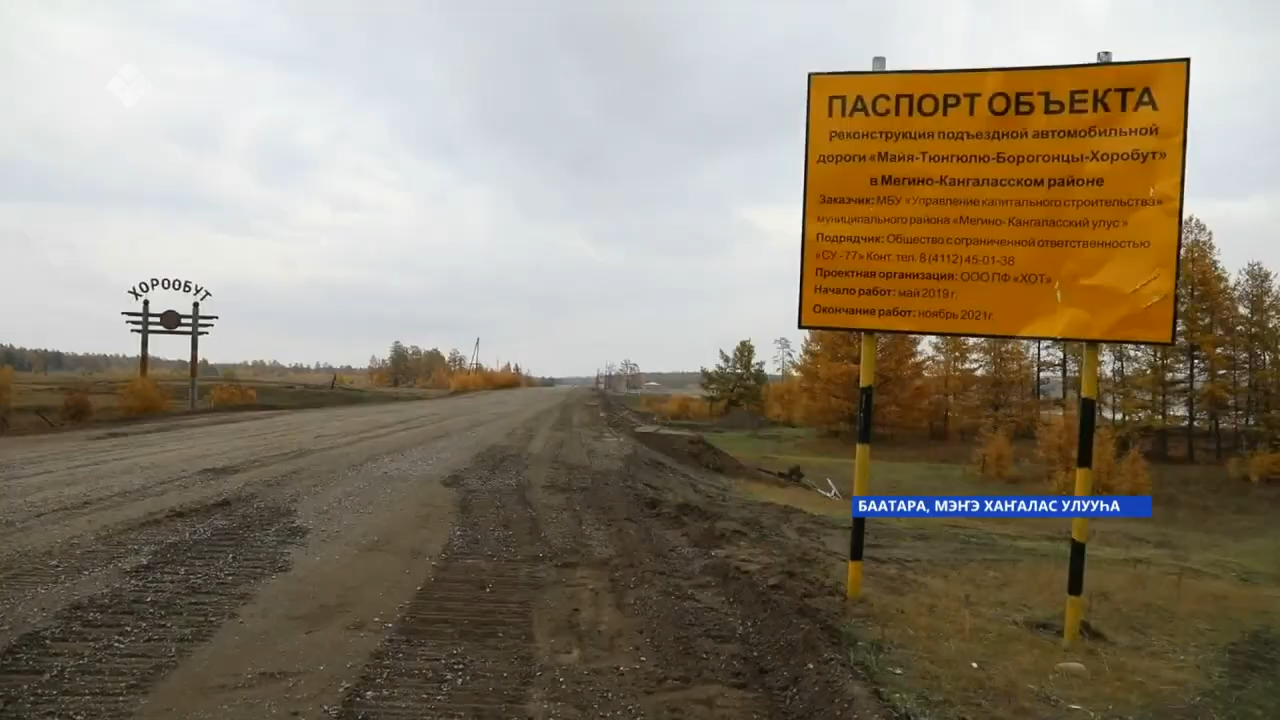 ХОРООБУТ
ПАСПОРТ ОБЪЕКТА
Реконструкция подъездной автомобильной
дороги «Майя-Тюнгюлю-Борогонцы-Хоробут»
в Мегино-Кангаласском районе
Заказчик: МБУ «Управление капитального строительства»
муниципального района «Мегино-Кангаласский улус»
Подрядчик: Общество с ограниченной ответственностью
«СУ - 77» Конт. тел. 8 (4112) 45-01-38
Проектная организация: ООО ПФ «ХОТ»
Начало работ: май 2019 г.
Окончание работ: ноябрь 2021г.
БААТАРА, МЭҤЭ ХАҤАЛАС УЛУУҺА